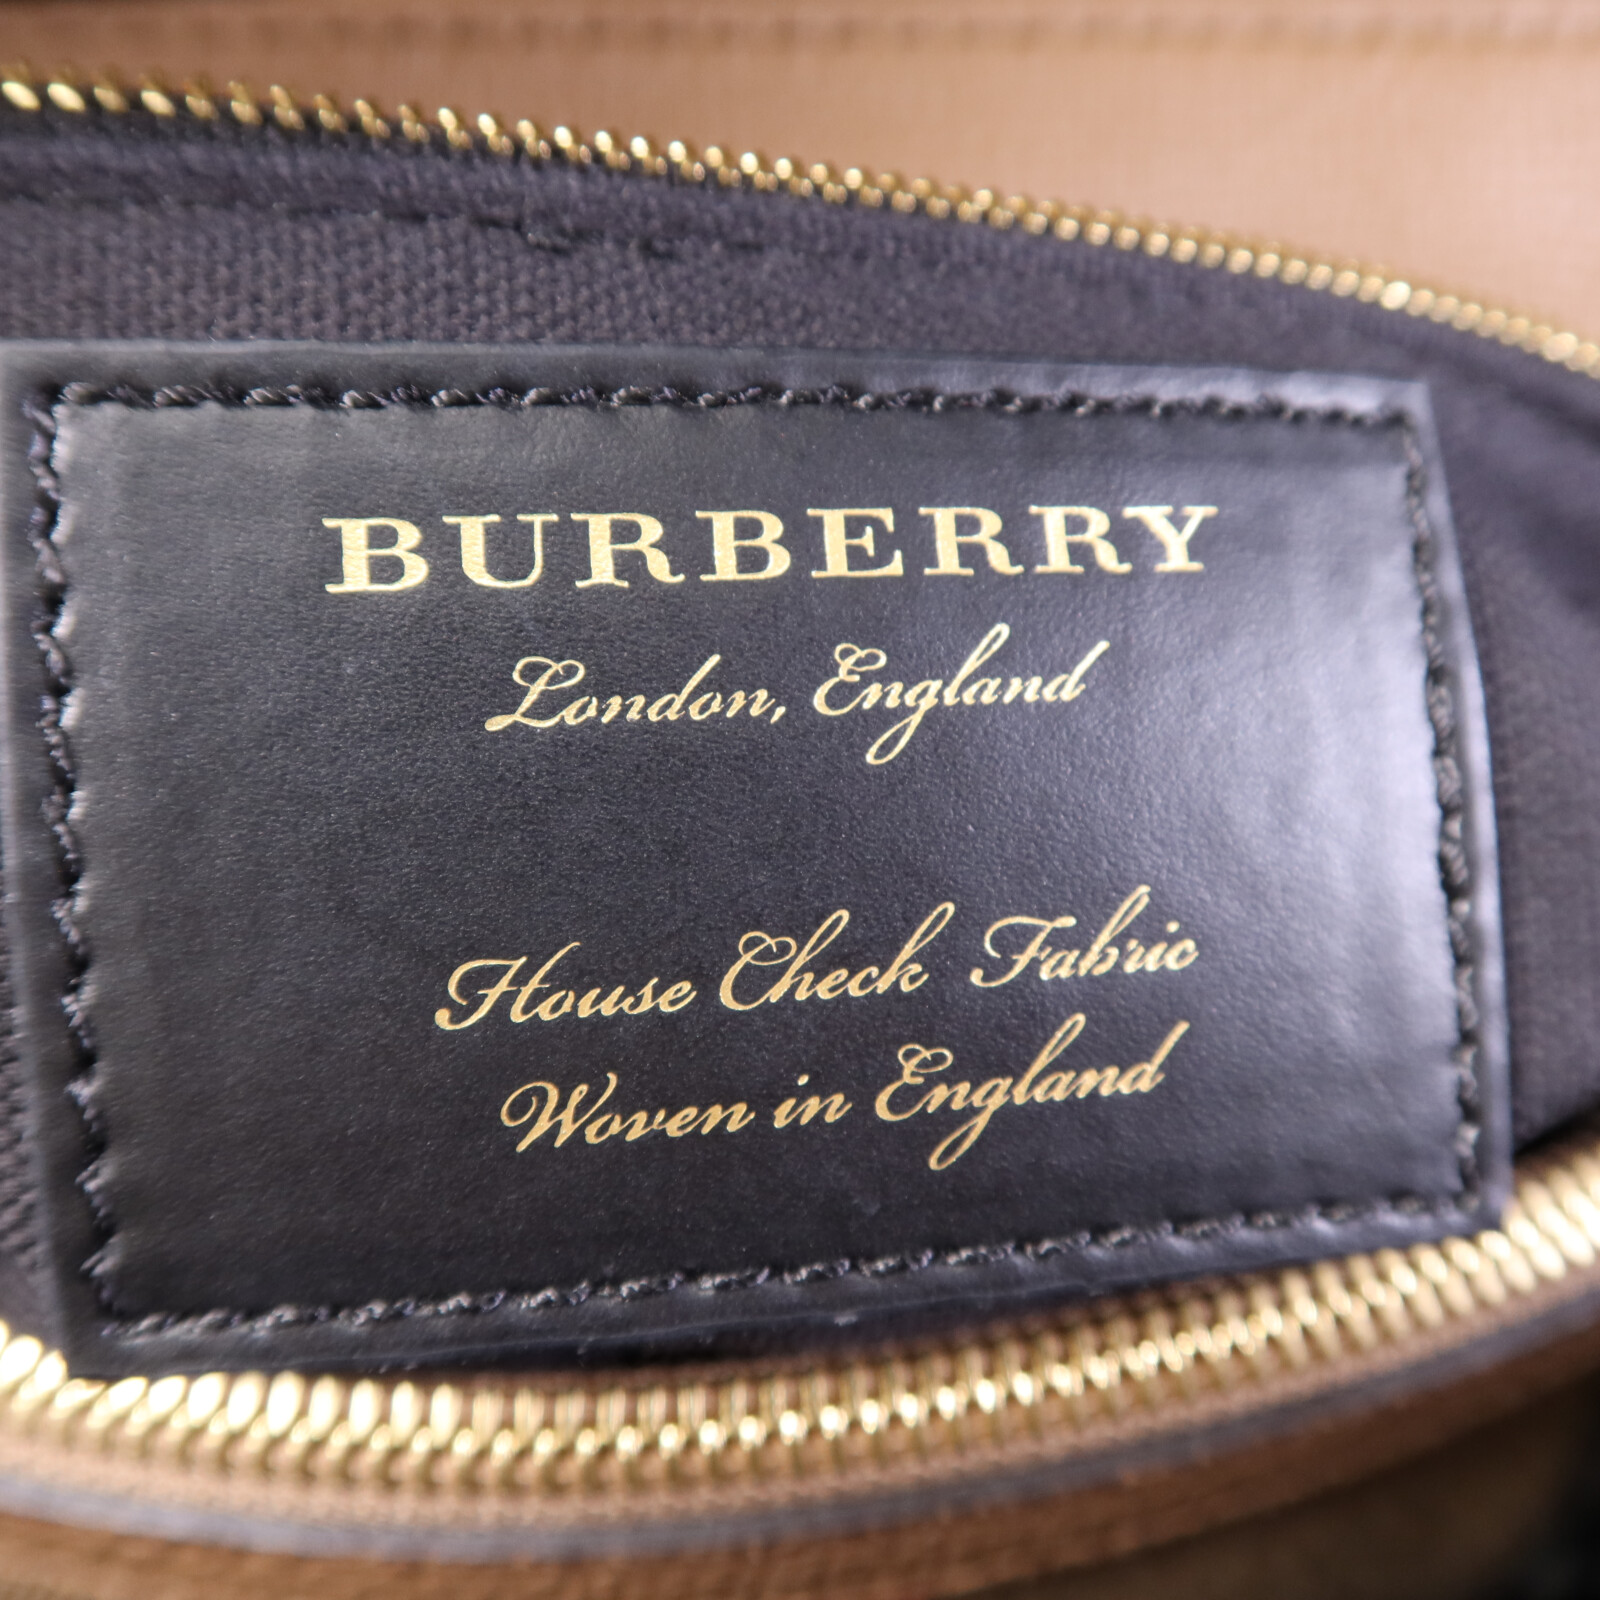 BURBERRY
London, England
House Check Fabric
Woven in England